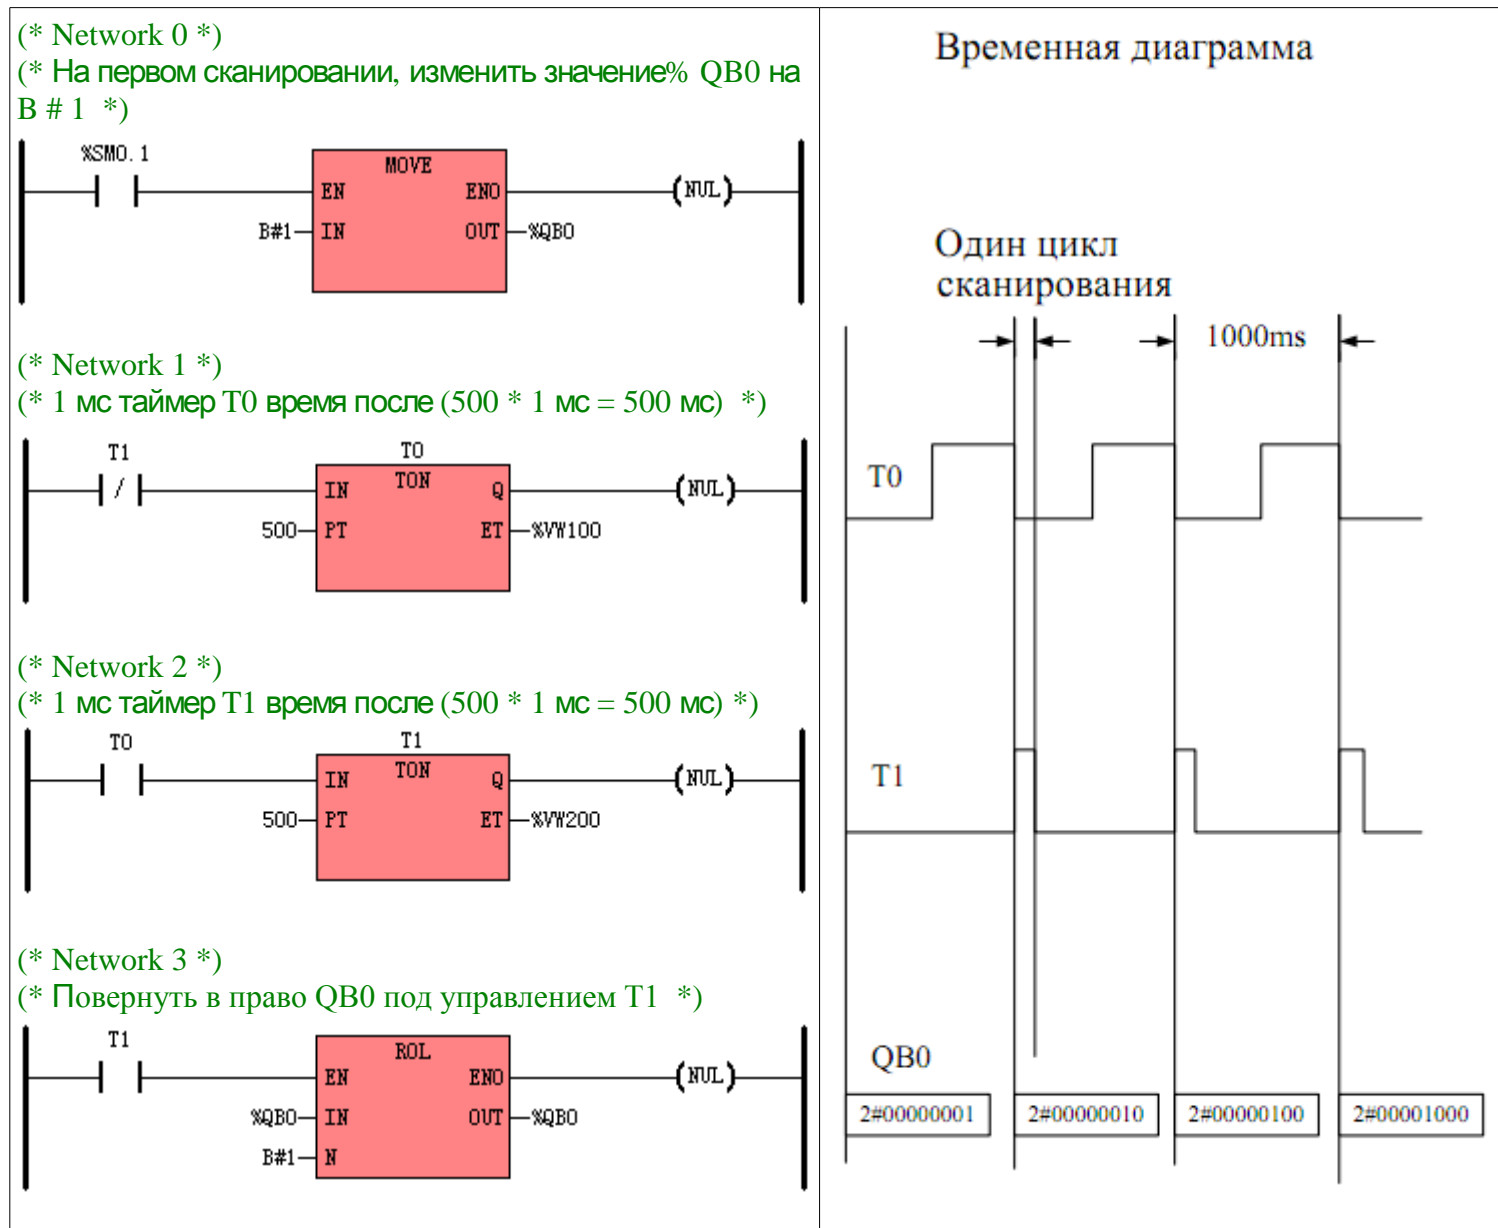 (* Network 0 *)
(* На первом сканировании, изменить значение% QB0 на
B # 1  *)
%SM0.1
MOVE
EN ENO (NUL)
B#1 IN OUT %QB0
(* Network 1 *)
(* 1 мс таймер T0 время после (500 * 1 мс = 500 мс)  *)
T1 T0
TON
IN Q (NUL)
500 PT ET %VW100
(* Network 2 *)
(* 1 мс таймер T1 время после (500 * 1 мс = 500 мс) *)
T0 T1
TON
IN Q (NUL)
500 PT ET %VW200
(* Network 3 *)
(* Повернуть в право QB0 под управлением T1  *)
T1
ROL
EN ENO (NUL)
%QB0 IN OUT %QB0
B#1 N
Временная диаграмма
Один цикл
сканирования
1000ms
T0
T1
QB0
2#00000001 2#00000010 2#00000100 2#00001000